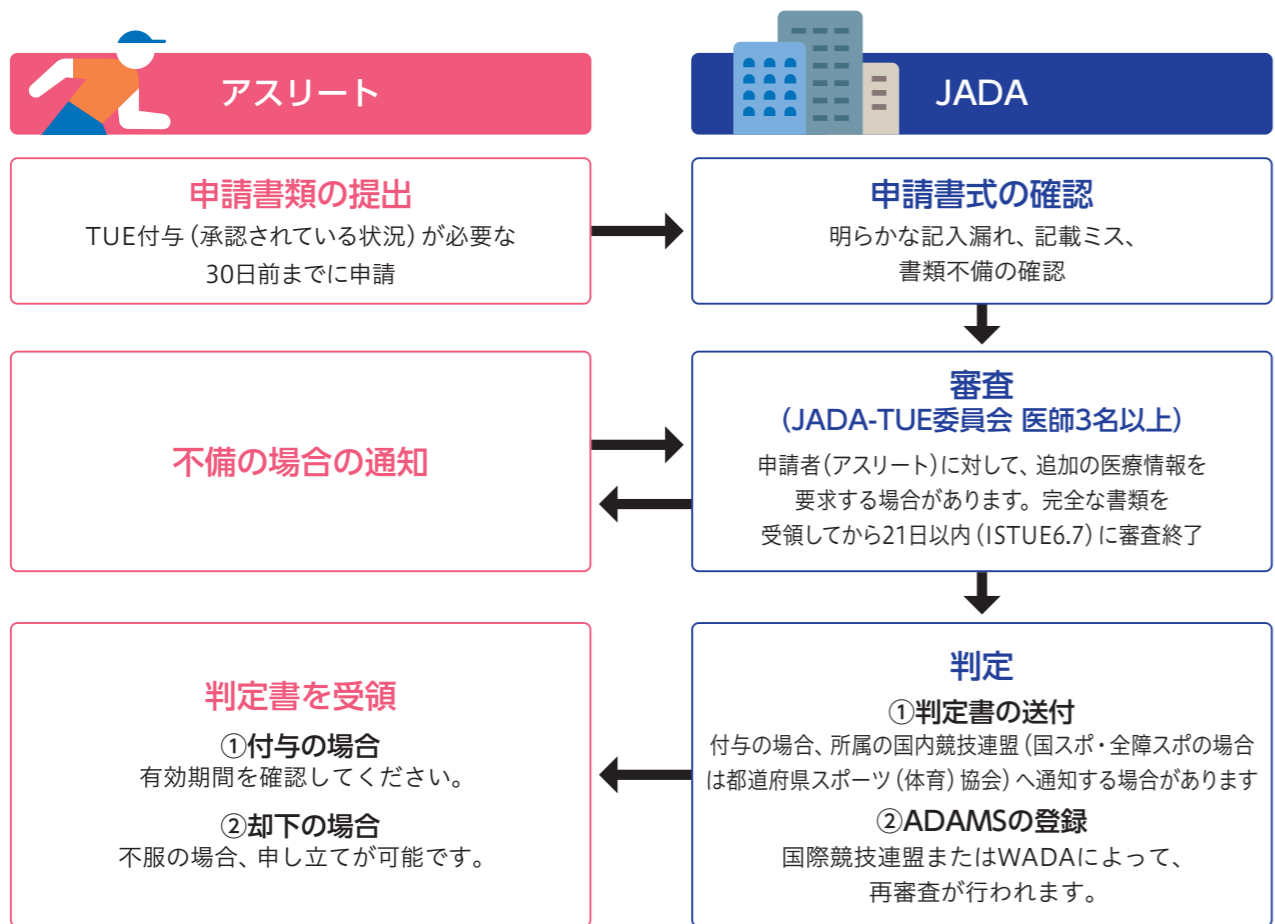 アスリート
JADA
申請書類の提出
TUE付与（承認されている状況）が必要な
30日前までに申請
申請書式の確認
明らかな記入漏れ、記載ミス、
書類不備の確認
不備の場合の通知
審査
（JADA-TUE委員会 医師3名以上）
申請者（アスリート）に対して、追加の医療情報を
要求する場合があります。完全な書類を
受領してから21日以内（ISTUE6.7）に審査終了
判定書を受領
①付与の場合
有効期間を確認してください。
②却下の場合
不服の場合、申し立てが可能です。
判定
①判定書の送付
付与の場合、所属の国内競技連盟（国スポ・全障スポの場合
は都道府県スポーツ（体育）協会）へ通知する場合があります
②ADAMSの登録
国際競技連盟またはWADAによって、
再審査が行われます。